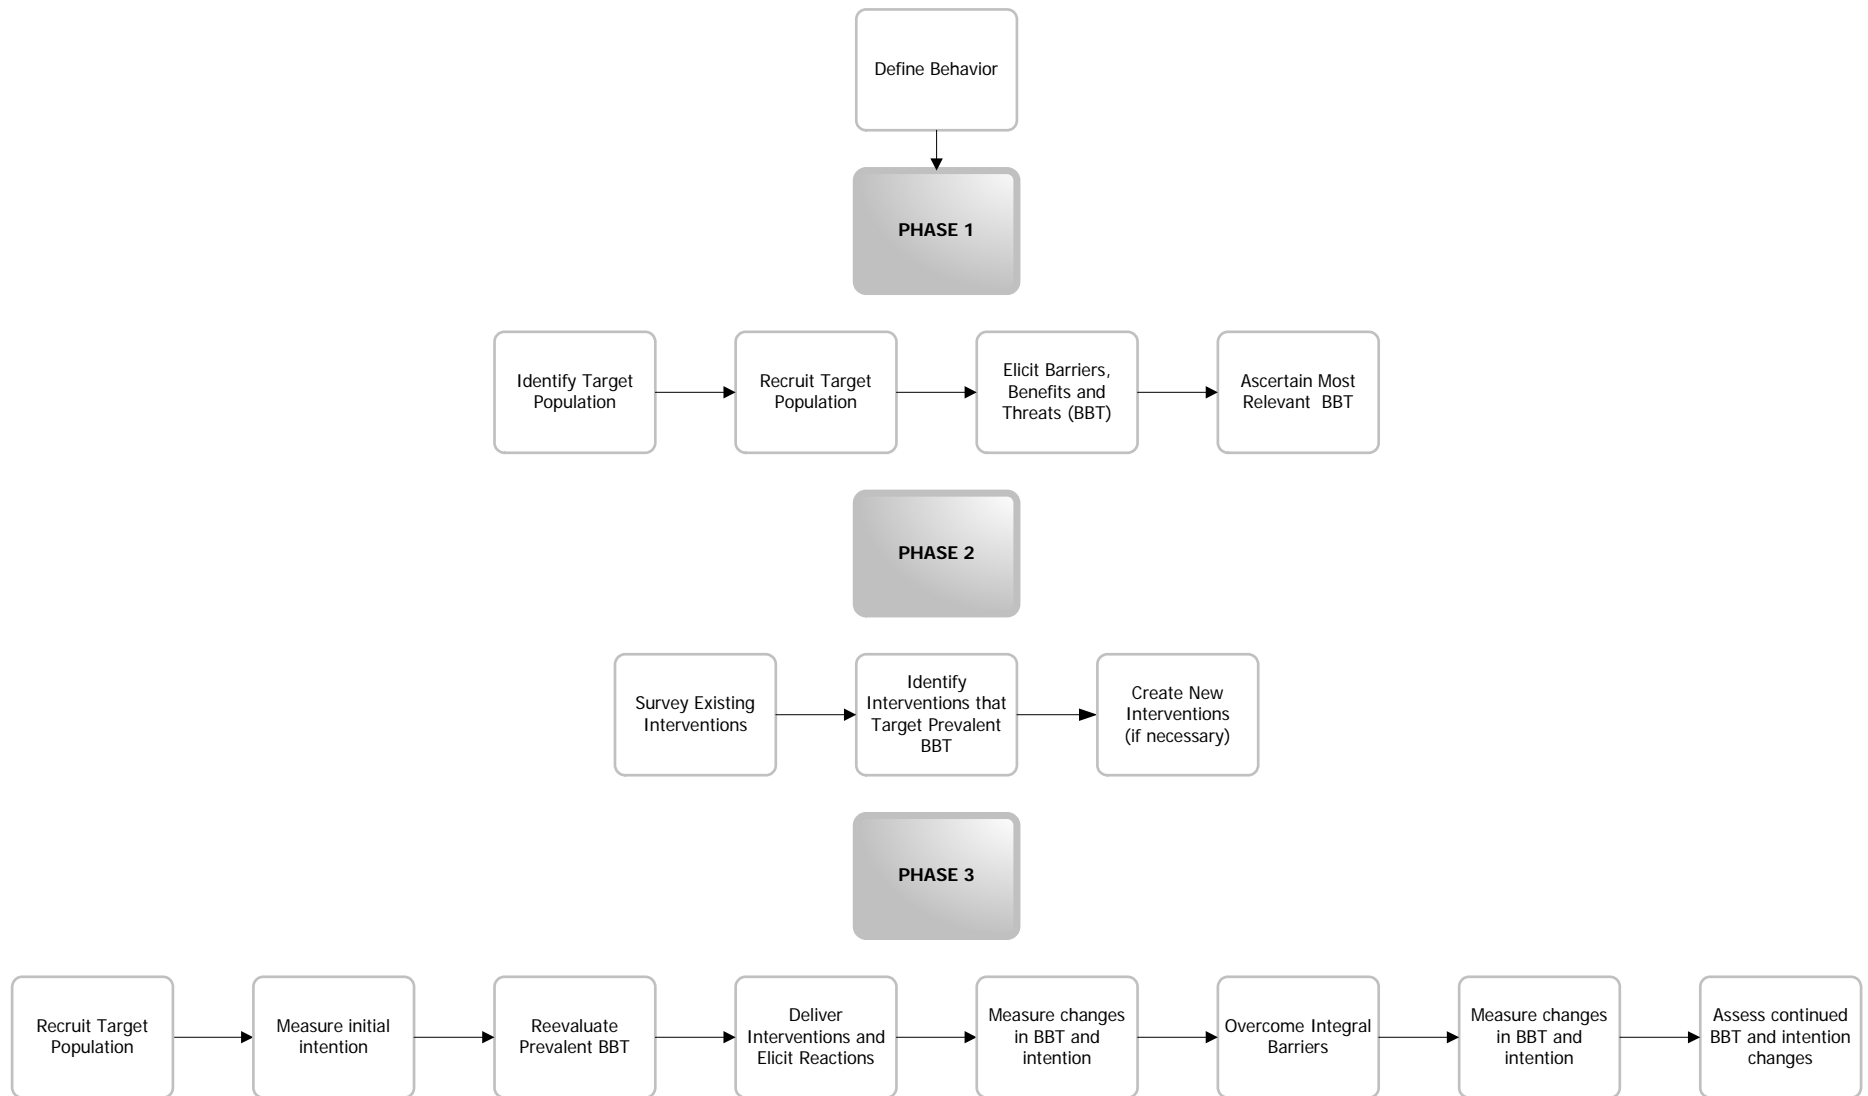 Define Behavior
PHASE 1
Identify Target
Population
Recruit Target
Population
Elicit Barriers,
Benefits and
Threats (BBT)
Ascertain Most
Relevant BBT
PHASE 2
Survey Existing
Interventions
Identify
Interventions that
Target Prevalent
BBT
Create New
Interventions
(if necessary)
PHASE 3
Recruit Target
Population
Measure initial
intention
Reevaluate
Prevalent BBT
Deliver
Interventions and
Elicit Reactions
Measure changes
in BBT and
intention
Overcome Integral
Barriers
Measure changes
in BBT and
intention
Assess continued
BBT and intention
changes